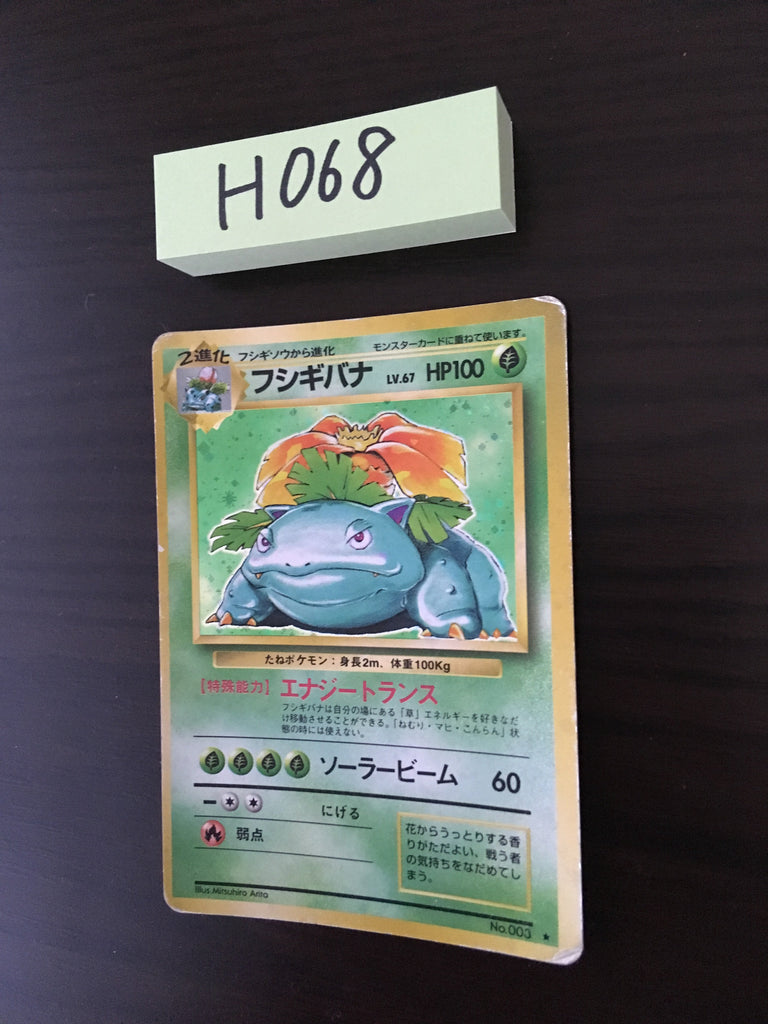 H068
2進化 フシギソウから進化 モンスターカードに重ねて使います。
フシギバナ LV.67 HP100
たねポケモン：身長2m、体重100Kg
【特殊能力】エナジートランス
フシギバナは自分の場にある「草」エネルギーを好きなだ
け移動させることができる。「ねむり・マヒ・こんらん」状
態の時には使えない。
ソーラービーム 60
にげる
弱点
花からうっとりする香
りがただよい、戦う者
の気持ちをなだめてし
まう。
Illus.Mitsuhiro Arita
No.003 ★